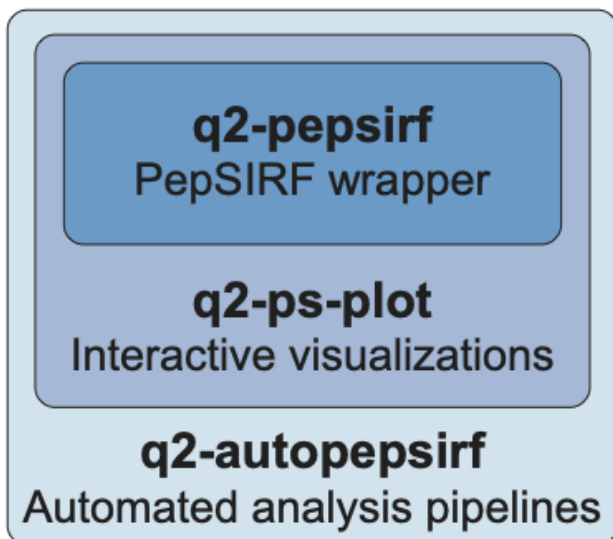 q2-pepsirf
PepSIRF wrapper
q2-ps-plot
Interactive visualizations
q2-autopepsirf
Automated analysis pipelines